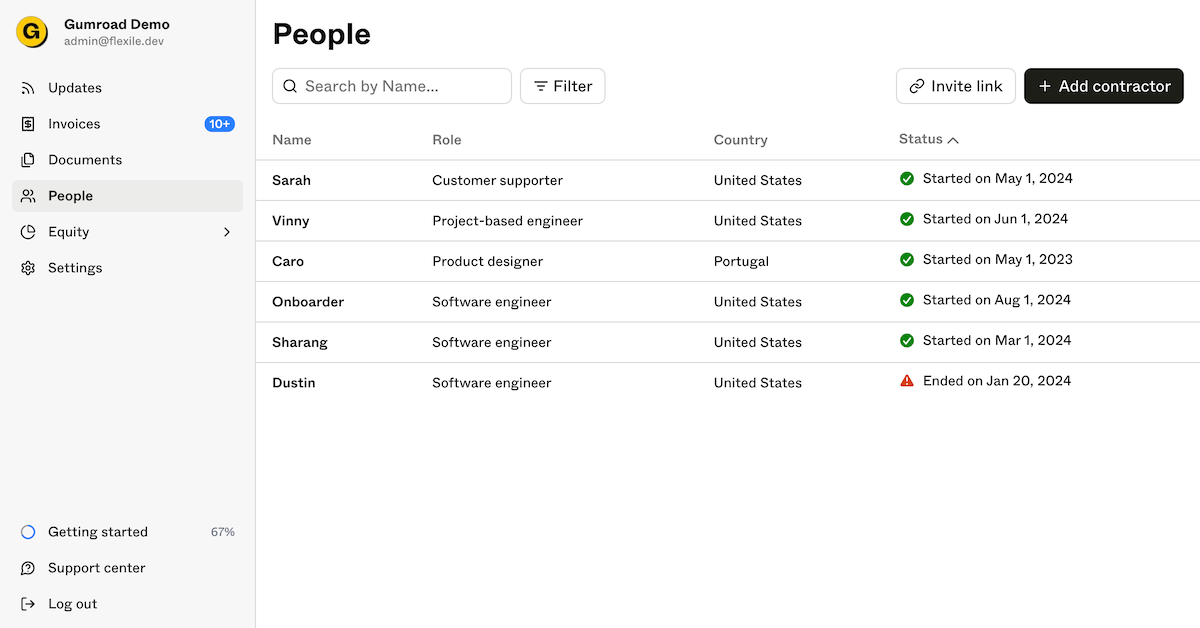 G
Gumroad Demo
admin@flexile.dev
Updates
Invoices 10+
Documents
People
Equity
Settings
Getting started 67%
Support center
Log out
People
Search by Name... Filter Invite link + Add contractor
Name Role Country Status
Sarah Customer supporter United States Started on May 1, 2024
Vinny Project-based engineer United States Started on Jun 1, 2024
Caro Product designer Portugal Started on May 1, 2023
Onboarder Software engineer United States Started on Aug 1, 2024
Sharang Software engineer United States Started on Mar 1, 2024
Dustin Software engineer United States Ended on Jan 20, 2024